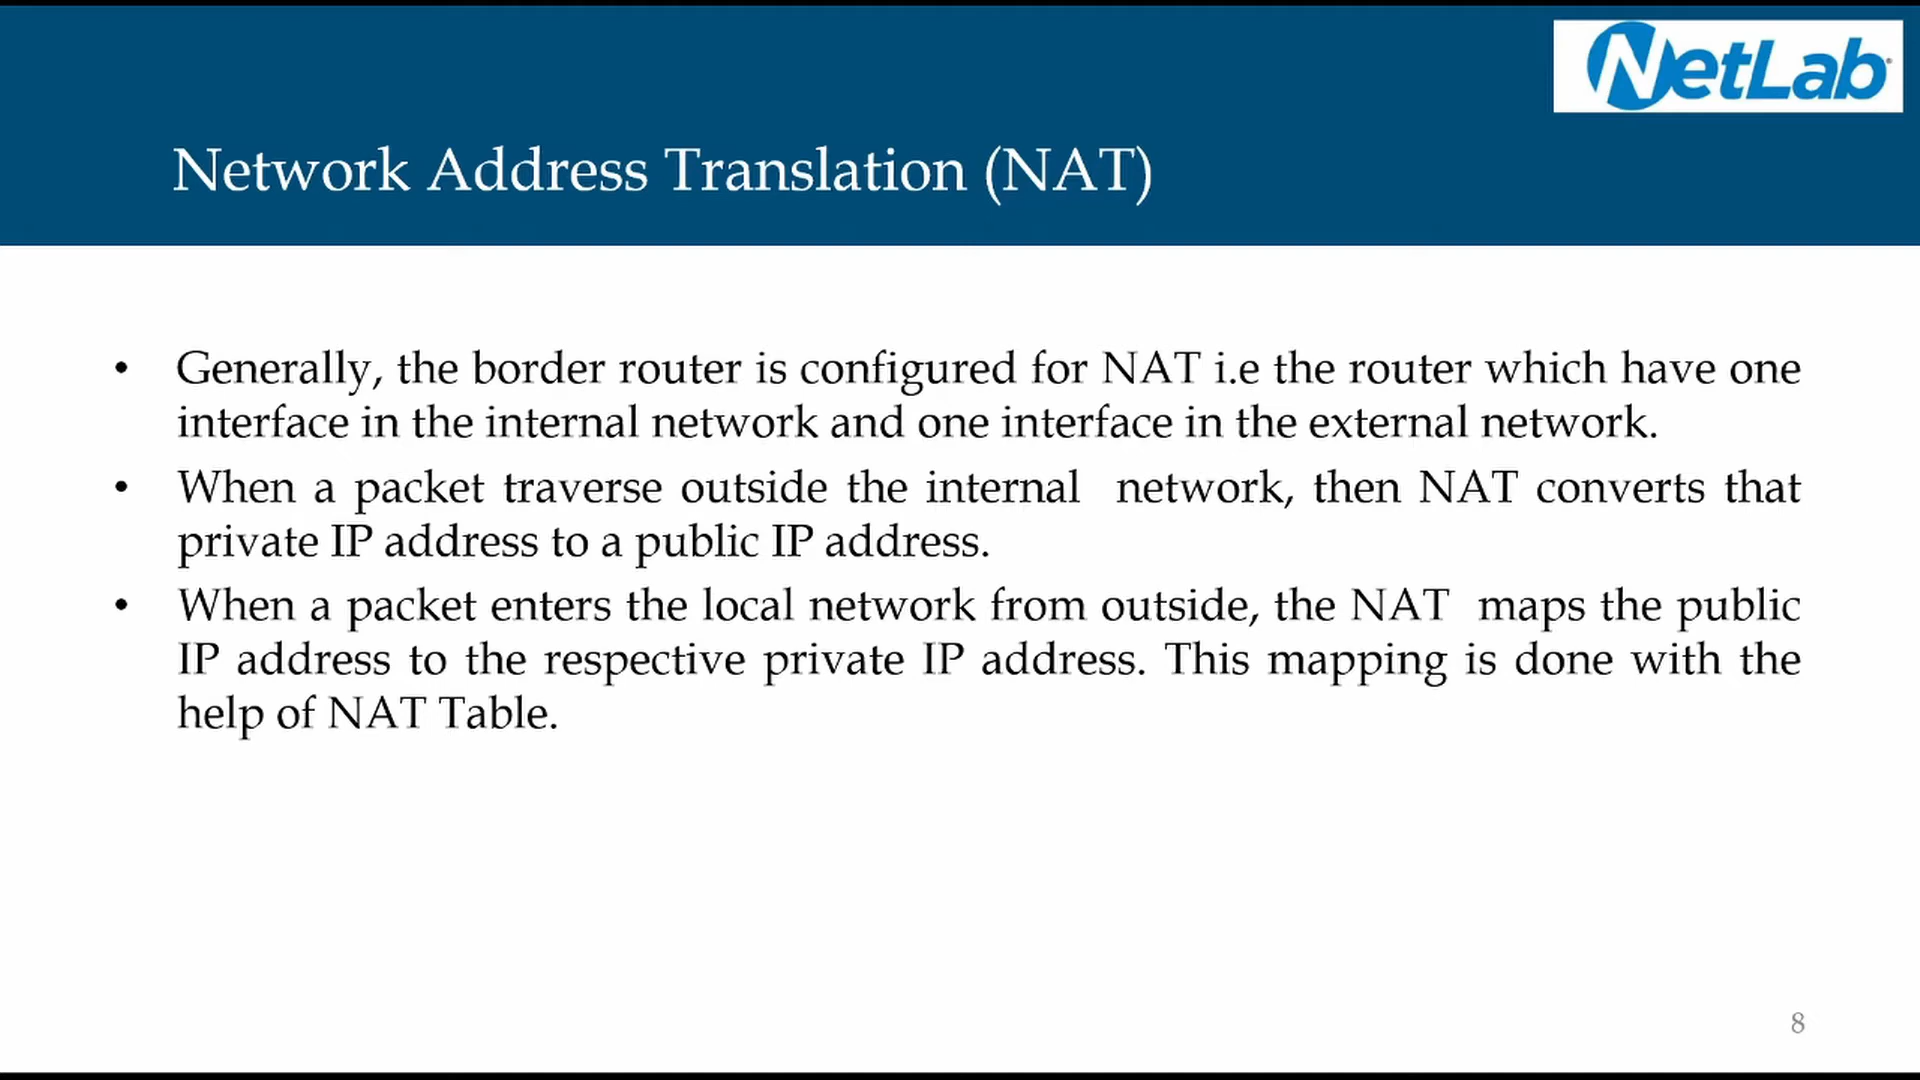 NetLab
Network Address Translation (NAT)
• Generally, the border router is configured for NAT i.e the router which have one
interface in the internal network and one interface in the external network.
• When a packet traverse outside the internal network, then NAT converts that
private IP address to a public IP address.
• When a packet enters the local network from outside, the NAT maps the public
IP address to the respective private IP address. This mapping is done with the
help of NAT Table.
8